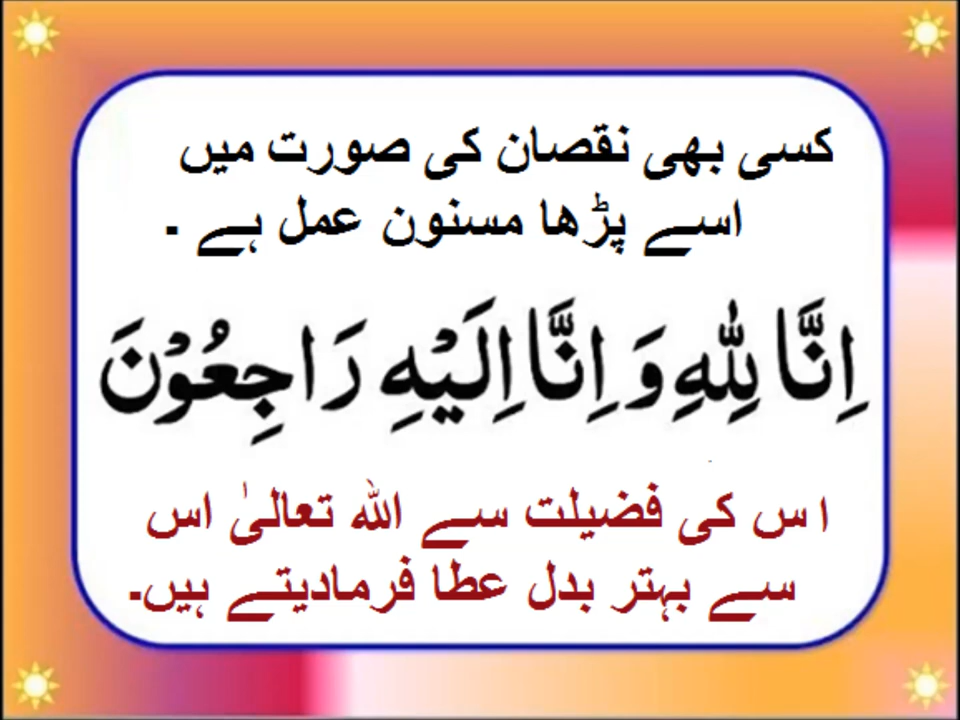 کسی بھی نقصان کی صورت میں
اسے پڑھا مسنون عمل ہے ۔
اِنَّا لِلّٰهِ وَ اِنَّا اِلَيْهِ رَاجِعُوْنَ
ا س کی فضیلت سے اللہ تعالیٰ اس
سے بہتر بدل عطا فرمادیتے ہیں۔